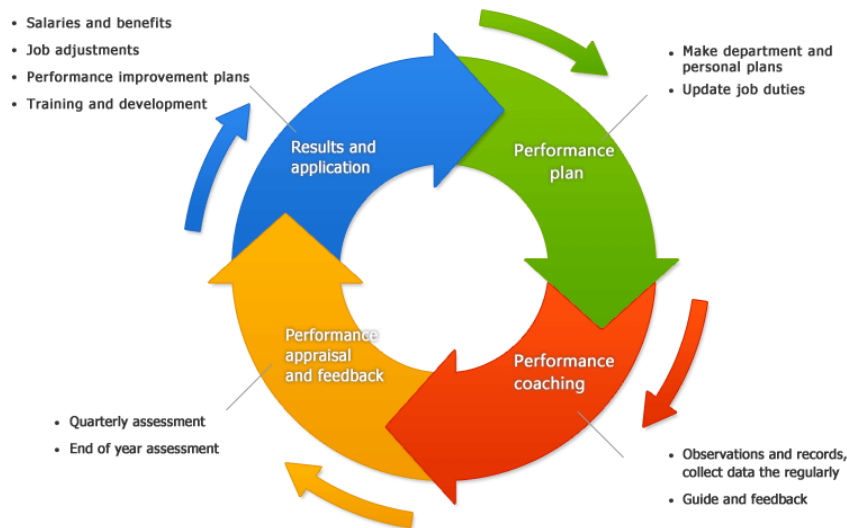 • Salaries and benefits
• Job adjustments
• Performance improvement plans
• Training and development
• Make department and
personal plans
• Update job duties
Results and
application
Performance
plan
Performance
appraisal
and feedback
Performance
coaching
• Quarterly assessment
• End of year assessment
• Observations and records,
collect data the regularly
• Guide and feedback